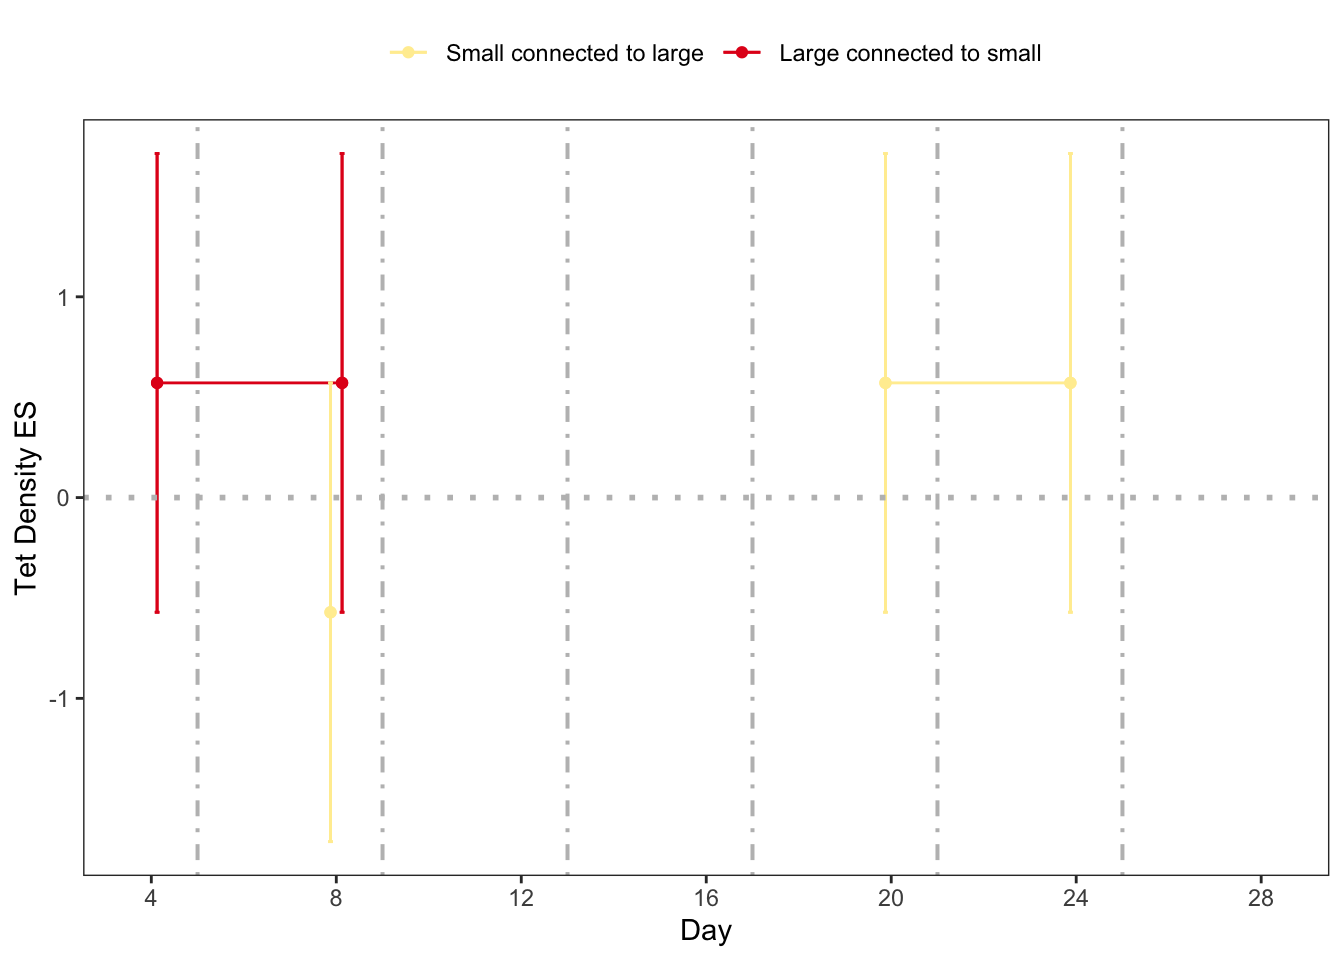 Small connected to large Large connected to small
1
0
-1
Tet Density ES
4 8 12 16 20 24 28
Day